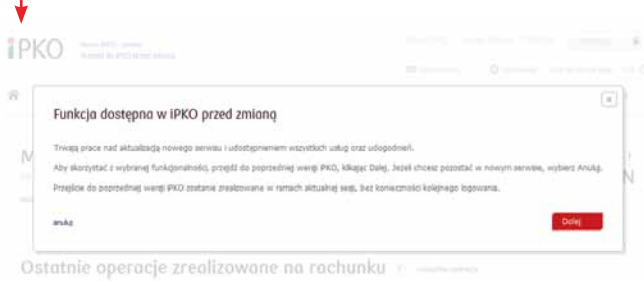 iPKO
Funkcja dostępna w iPKO przed zmianą
x
Trwają prace nad aktualizacją nowego serwisu i udostępnieniem wszystkich usług oraz udogodnień.
Aby skorzystać z wybranej funkcjonalności, przejdź do poprzedniej wersji iPKO, klikając Dalej. Jeżeli chcesz pozostać w nowym serwisie, wybierz Anuluj.
Przejście do poprzedniej wersji iPKO zostanie zrealizowane w ramach aktualnej sesji, bez konieczności kolejnego logowania.
anuluj
Dalej
Ostatnie operacje zrealizowane na rachunku